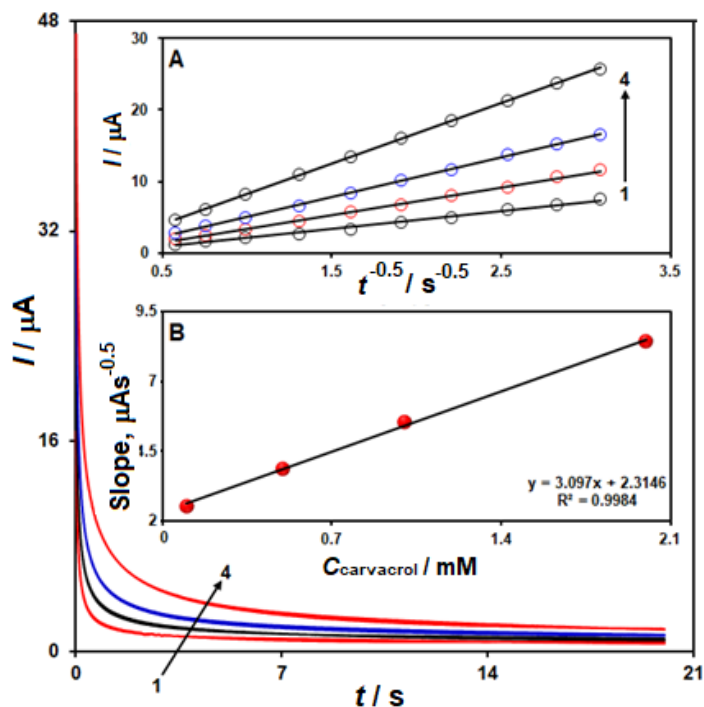 48
32
16
0
I / μA
0
7
14
21
t / s
1
4
A
30
20
10
0
I / μA
0.5
1.5
2.5
3.5
t -0.5 / s -0.5
4
1
B
9.5
7
4.5
2
Slope, μAs-0.5
0
0.7
1.4
2.1
Ccarvacrol / mM
y = 3.097x + 2.3146
R² = 0.9984